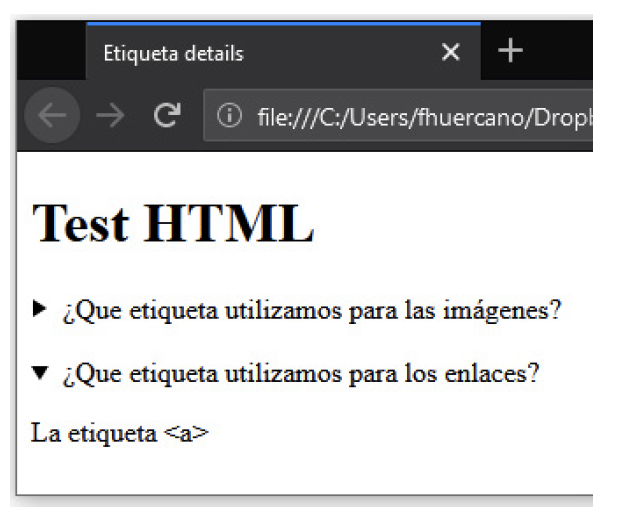 Etiqueta details
file:///C:/Users/fhuercano/Dropb
Test HTML
¿Que etiqueta utilizamos para las imágenes?
¿Que etiqueta utilizamos para los enlaces?
La etiqueta <a>